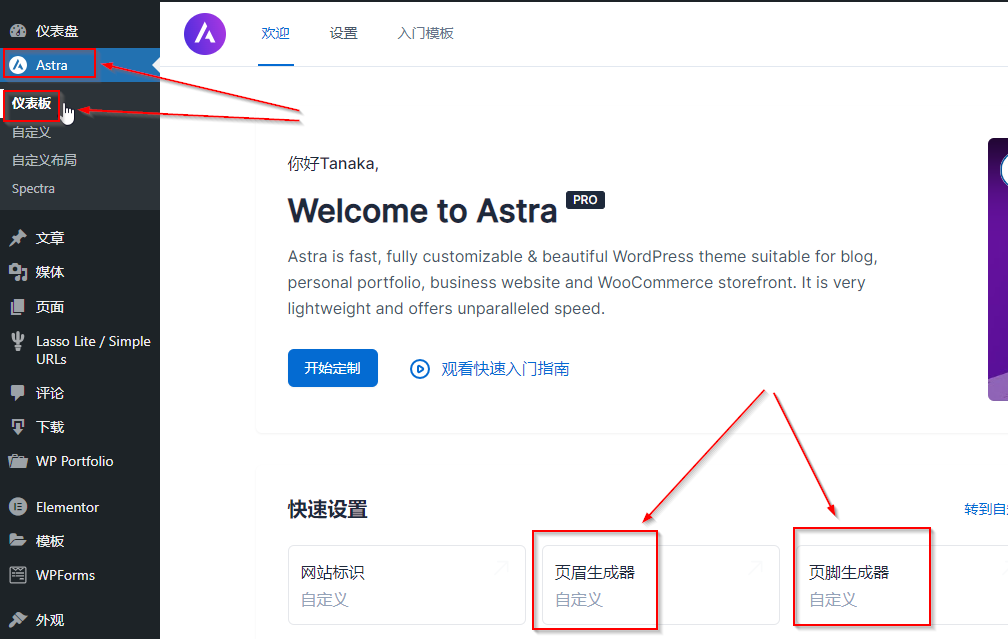 仪表盘
Astra
仪表板
自定义
自定义布局
Spectra
文章
媒体
页面
Lasso Lite / Simple
URLs
评论
下载
WP Portfolio
Elementor
模板
WPForms
外观
欢迎
设置
入门模板
你好Tanaka,
Welcome to Astra PRO
Astra is fast, fully customizable & beautiful WordPress theme suitable for blog,
personal portfolio, business website and WooCommerce storefront. It is very
lightweight and offers unparalleled speed.
开始定制
观看快速入门指南
快速设置
转到自
网站标识
自定义
页眉生成器
自定义
页脚生成器
自定义